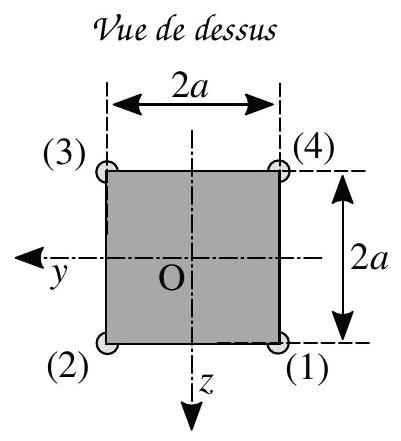 Vue de dessus
2a
(3)
(4)
y
O
2a
(2)
z
(1)